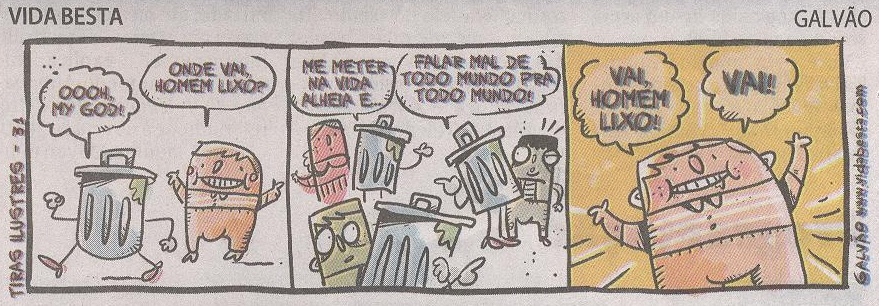 VIDA BESTA
GALVÃO
OOOH,
MY GOD!
ONDE VAI,
HOMEM LIXO?
ME METER
NA VIDA
ALHEIA E...
FALAR MAL DE
TODO MUNDO PRA
TODO MUNDO!
VAI,
HOMEM
LIXO!
VAI!
TIRAS ILUSTRES - 31
GALVÃO www.vidabesta.com